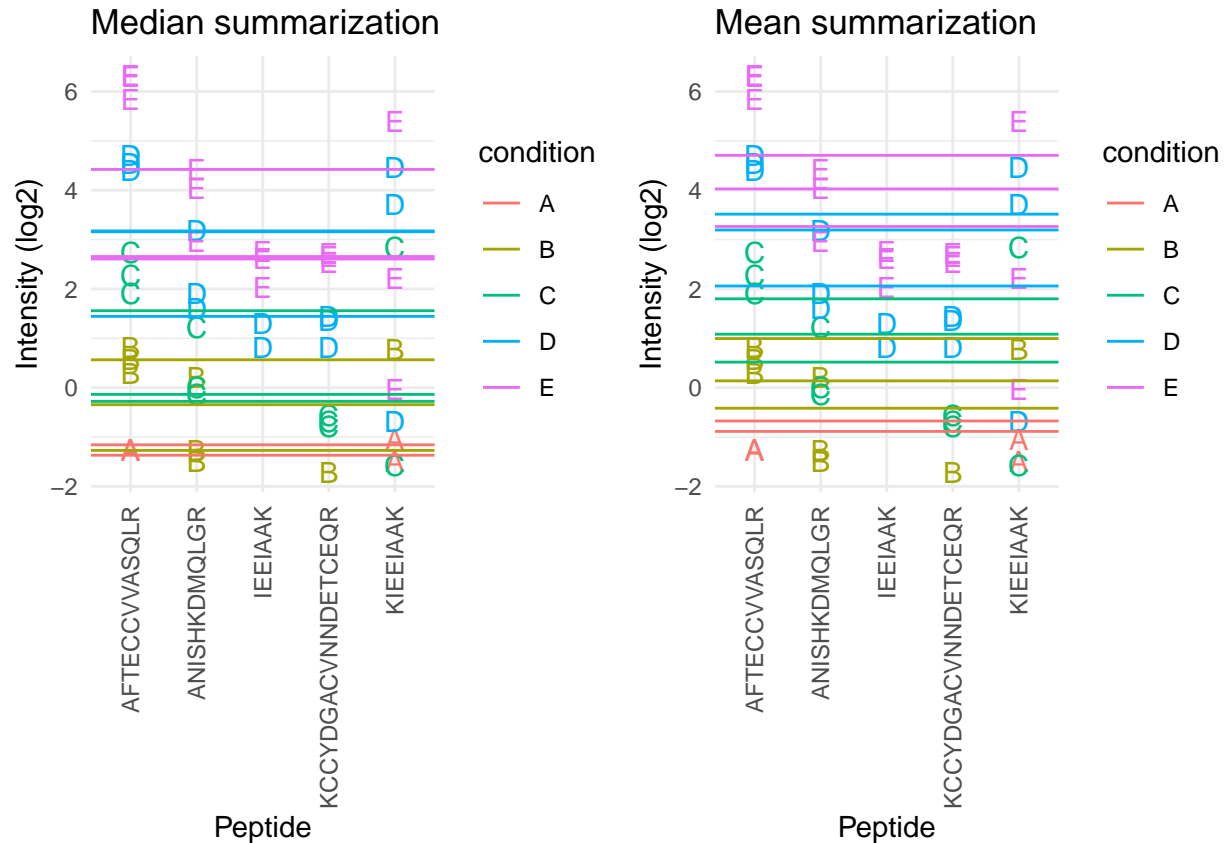 Median summarization
Intensity (log2)
6
4
2
0
−2
E
E
E
D
D
D
C
C
C
B
B
B
A
E
E
E
D
D
D
C
C
C
B
B
B
E
E
E
D
D
E
E
E
D
D
D
C
C
C
B
E
D
D
C
E
B
E
D
A
A
C
AFTECCVVASQLR
ANISHKDMQLGR
IEEIAAK
KCCYDGACVNNDETCEQR
KIEEIAAK
Peptide
condition
A
B
C
D
E
Mean summarization
Intensity (log2)
6
4
2
0
−2
E
E
E
D
D
D
C
C
C
B
B
B
A
E
E
E
D
D
D
C
C
C
B
B
B
E
E
E
D
D
E
E
E
D
D
D
C
C
C
B
E
D
D
C
E
B
E
D
A
A
C
AFTECCVVASQLR
ANISHKDMQLGR
IEEIAAK
KCCYDGACVNNDETCEQR
KIEEIAAK
Peptide
condition
A
B
C
D
E